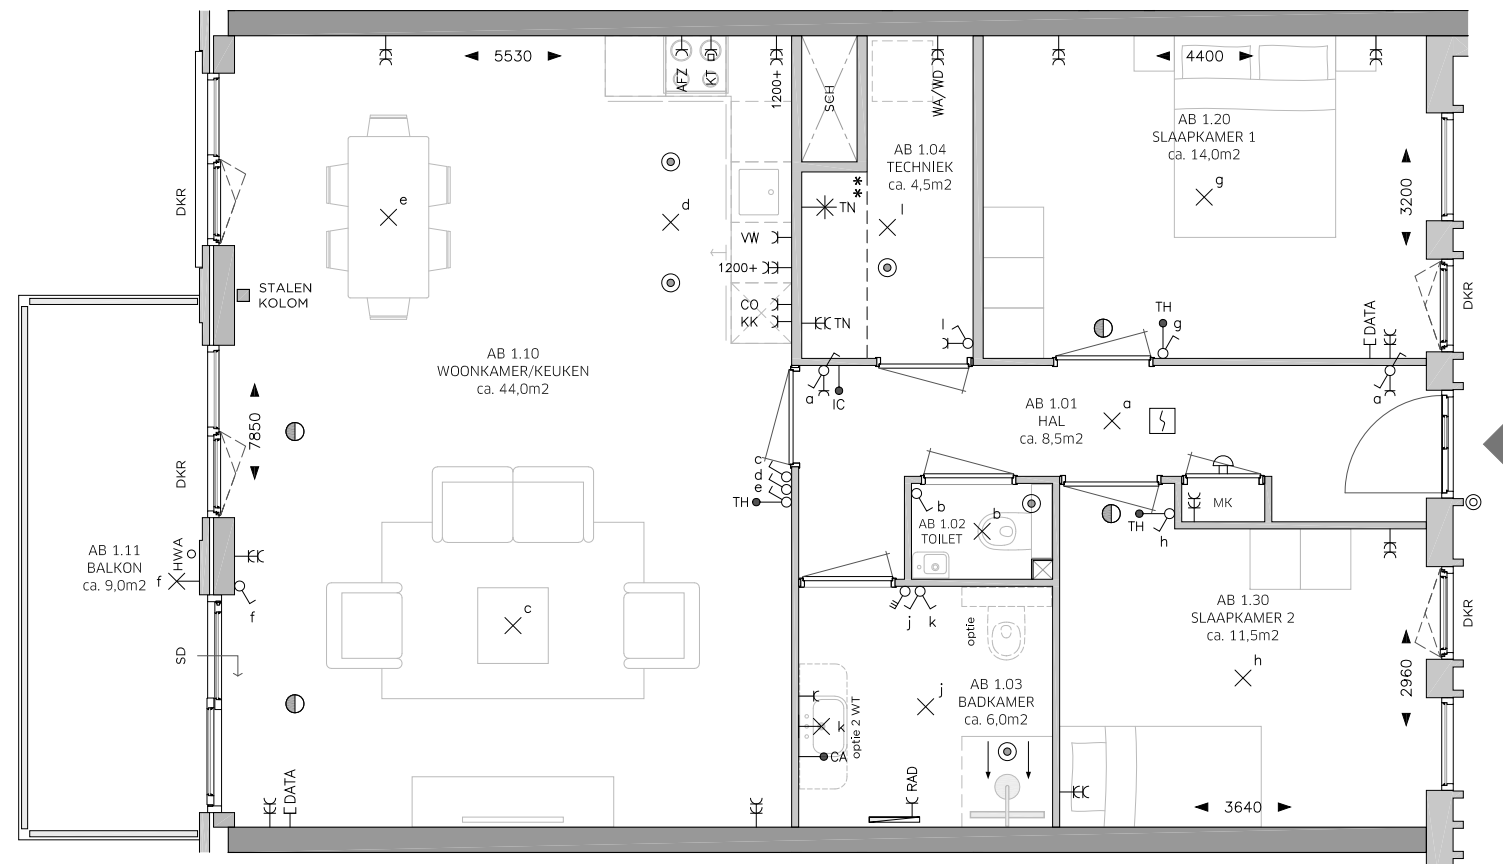 5530
AFZ
KT
1200+
SCH
WA/WD
4400
AB 1.20
SLAAPKAMER 1
ca. 14,0m2
g
3200
DKR
AB 1.04
TECHNIEK
ca. 4,5m2
l
**
TN
TN
l
e
d
VW
1200+
CO
KK
DKR
STALEN
KOLOM
AB 1.10
WOONKAMER/KEUKEN
ca. 44,0m2
7850
DKR
TH
g
DATA
a
a
IC
AB 1.01
HAL
ca. 8,5m2
a
c
d
e
TH
b
AB 1.02
TOILET
b
TH
h
MK
AB 1.11
BALKON
ca. 9,0m2
HWA
f
f
SD
c
j
k
optie
AB 1.03
BADKAMER
ca. 6,0m2
j
k
optie 2 WT
CA
RAD
AB 1.30
SLAAPKAMER 2
ca. 11,5m2
h
DKR
2960
3640
DATA